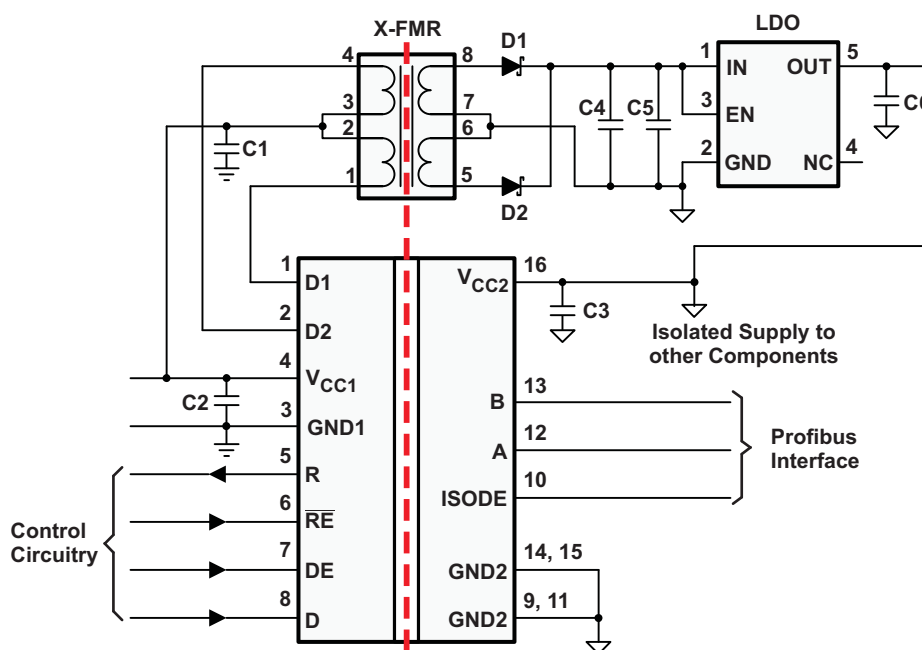 X-FMR
LDO
D1
4
8
1
5
IN
OUT
C4
C5
3
7
3
EN
2
6
C1
2
4
GND
NC
1
5
D2
1
16
D1
VCC2
C3
2
D2
Isolated Supply to
other Components
4
VCC1
13
C2
B
3
GND1
12
Profibus
Interface
5
A
R
10
6
ISODE
RE
Control
Circuitry
7
14, 15
DE
GND2
8
9, 11
D
GND2